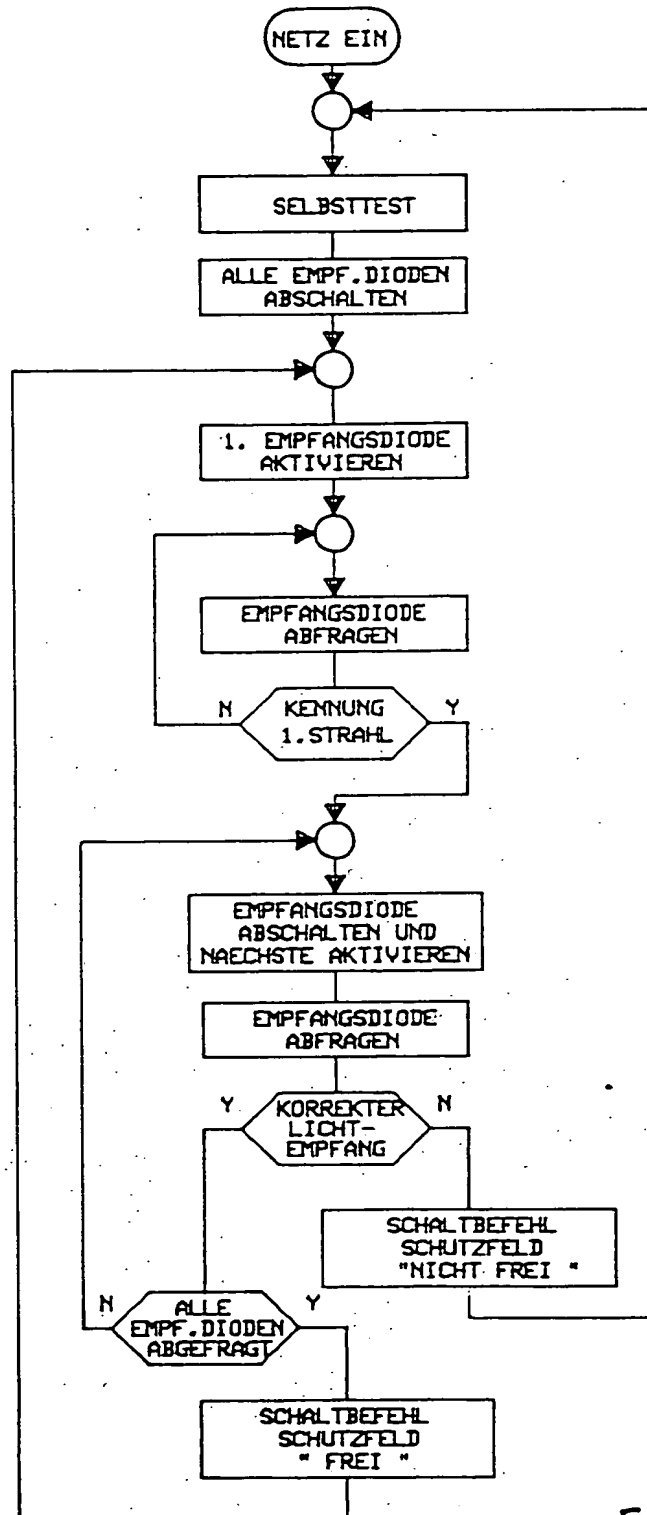 NETZ EIN
SELBSTTEST
ALLE EMPF.DIODEN
ABSCHALTEN
1. EMPFANGSDIODE
AKTIVIEREN
EMPFANGSDIODE
ABFRAGEN
N
KENNUNG
1.STRAHL
Y
EMPFANGSDIODE
ABSCHALTEN UND
NAECHSTE AKTIVIEREN
EMPFANGSDIODE
ABFRAGEN
Y
KORREKTER
LICHT-
EMPFANG
N
SCHALTBEFEHL
SCHUTZFELD
"NICHT FREI "
N
ALLE
EMPF.DIODEN
ABGEFRAGT
Y
SCHALTBEFEHL
SCHUTZFELD
" FREI "